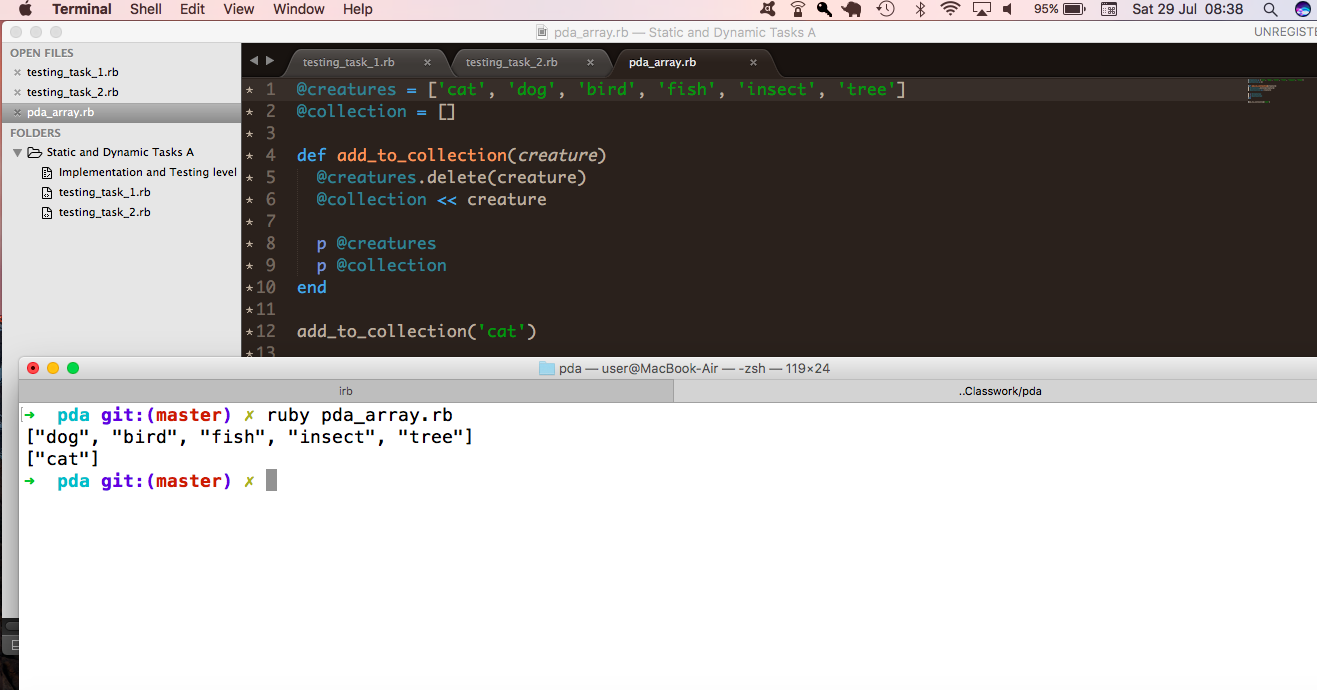 Terminal Shell Edit View Window Help 95% Sat 29 Jul 08:38
pda_array.rb — Static and Dynamic Tasks A UNREGISTE
OPEN FILES
testing_task_1.rb
testing_task_2.rb
pda_array.rb
FOLDERS
Static and Dynamic Tasks A
Implementation and Testing level
testing_task_1.rb
testing_task_2.rb
testing_task_1.rb × testing_task_2.rb × pda_array.rb ×
* 1 @creatures = ['cat', 'dog', 'bird', 'fish', 'insect', 'tree']
* 2 @collection = []
* 3
* 4 def add_to_collection(creature)
* 5 @creatures.delete(creature)
* 6 @collection << creature
* 7
* 8 p @creatures
* 9 p @collection
*10 end
*11
*12 add_to_collection('cat')
*13
pda — user@MacBook-Air — -zsh — 119×24
irb ..Classwork/pda
[➜ pda git:(master) ✗ ruby pda_array.rb
["dog", "bird", "fish", "insect", "tree"]
["cat"]
➜ pda git:(master) ✗